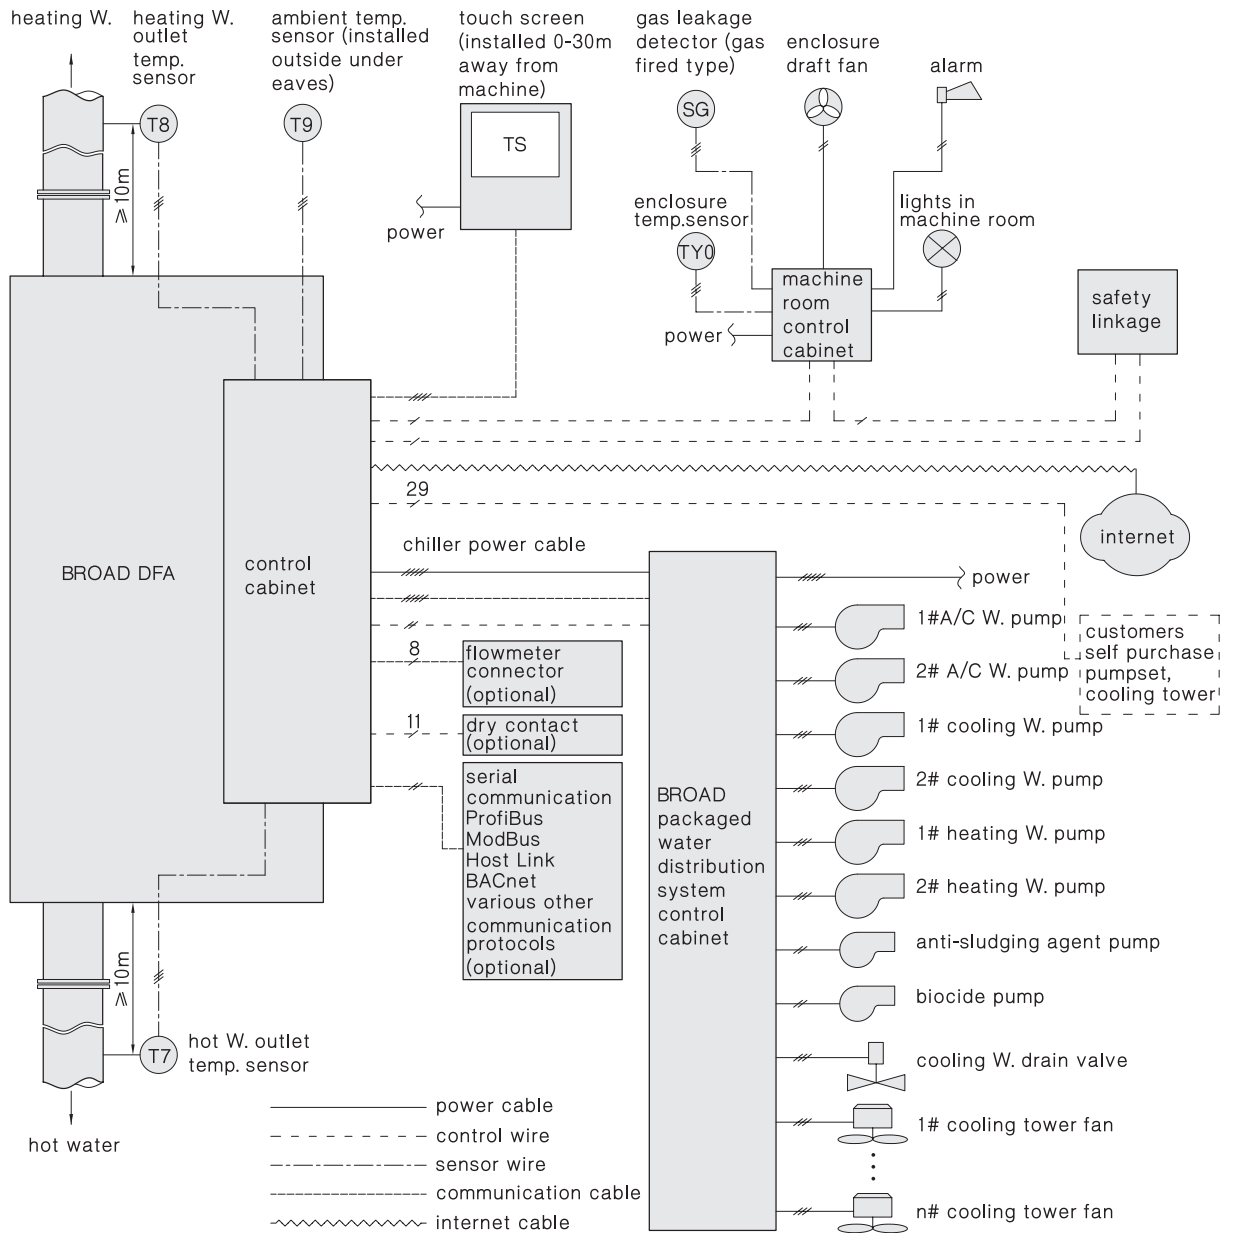 heating W.
heating W.
outlet
temp.
sensor
ambient temp.
sensor (installed
outside under
eaves)
touch screen
(installed 0-30m
away from
machine)
gas leakage
detector (gas
fired type)
enclosure
draft fan
alarm
T8
T9
TS
SG
≥10m
power
enclosure
temp.sensor
TY0
lights in
machine room
power
machine
room
control
cabinet
safety
linkage
29
internet
BROAD DFA
control
cabinet
chiller power cable
power
8
flowmeter
connector
(optional)
11
dry contact
(optional)
serial
communication
ProfiBus
ModBus
Host Link
BACnet
various other
communication
protocols
(optional)
BROAD
packaged
water
distribution
system
control
cabinet
1#A/C W. pump
2# A/C W. pump
customers
self purchase
pumpset,
cooling tower
1# cooling W. pump
2# cooling W. pump
1# heating W. pump
2# heating W. pump
anti-sludging agent pump
biocide pump
cooling W. drain valve
1# cooling tower fan
n# cooling tower fan
≥10m
T7
hot W. outlet
temp. sensor
hot water
power cable
control wire
sensor wire
communication cable
internet cable